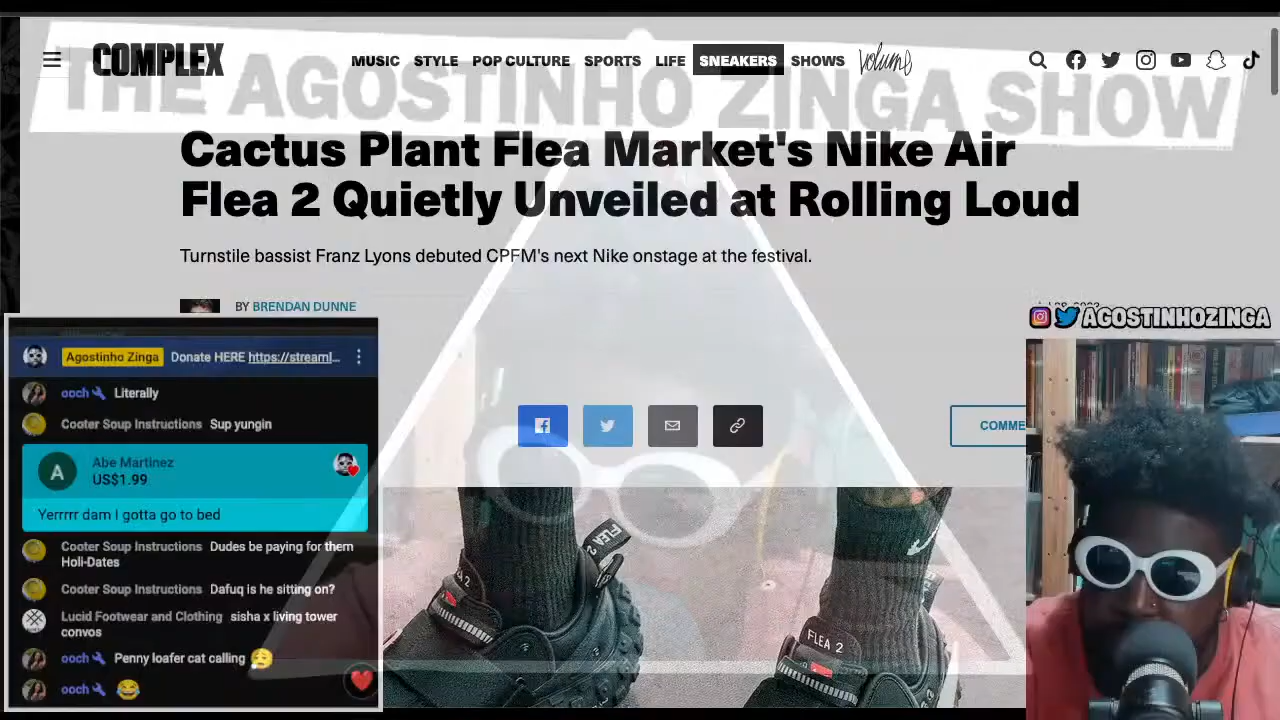 COMPLEX
MUSIC STYLE POP CULTURE SPORTS LIFE SNEAKERS SHOWS Volume
THE AGOSTINHO ZINGA SHOW
Cactus Plant Flea Market's Nike Air
Flea 2 Quietly Unveiled at Rolling Loud
Turnstile bassist Franz Lyons debuted CPFM's next Nike onstage at the festival.
BY BRENDAN DUNNE
AGOSTINHOZINGA
Agostinho Zinga Donate HERE https://streaml...
ooch Literally
Cooter Soup Instructions Sup yungin
A
Abe Martinez
US$1.99
Yerrrrr dam I gotta go to bed
Cooter Soup Instructions Dudes be paying for them
Holi-Dates
Cooter Soup Instructions Dafuq is he sitting on?
Lucid Footwear and Clothing sisha x living tower
convos
ooch Penny loafer cat calling 😥
ooch 😂
COMME
FLEA 2
FLEA 2